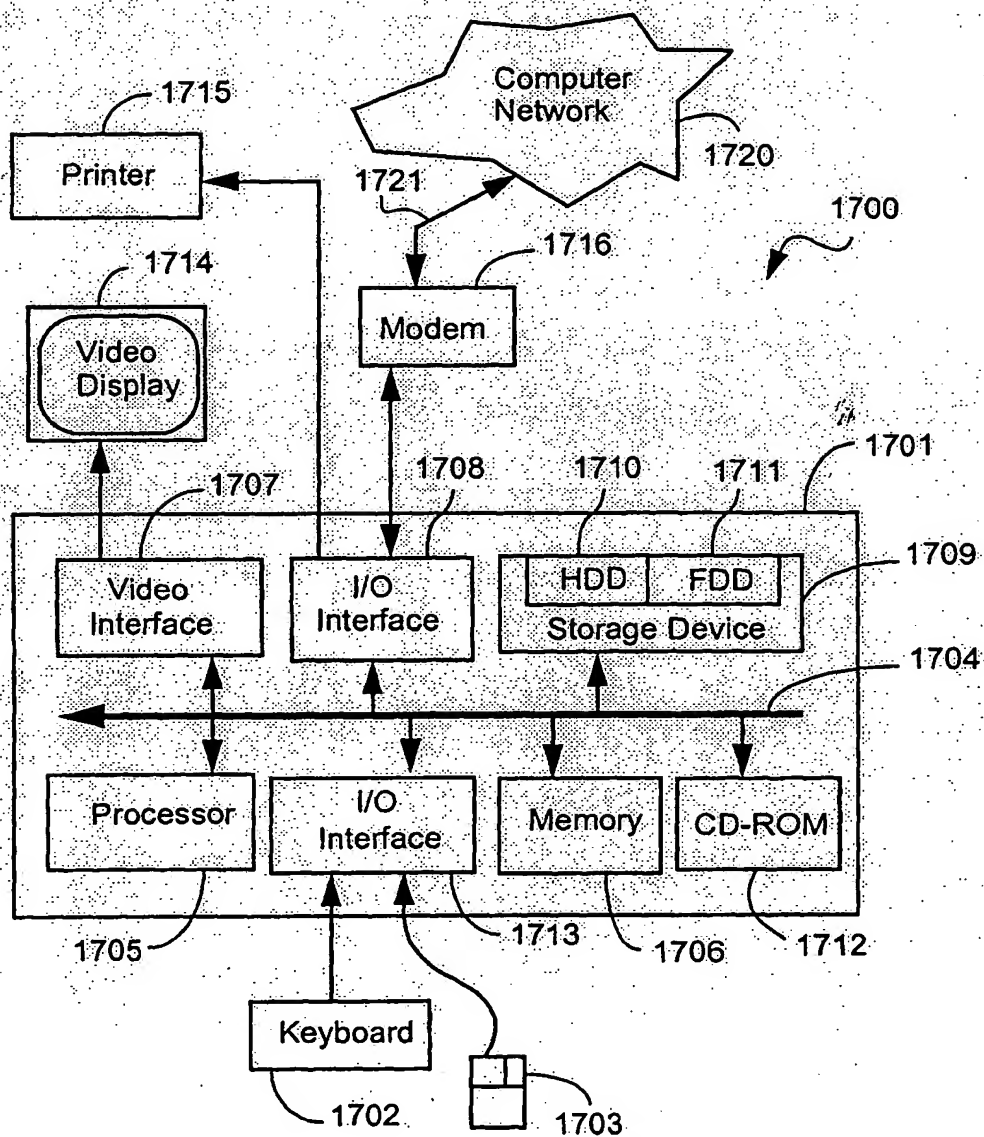 Computer
Network
1715
Printer
1720
1721
1700
1716
1714
Modem
Video
Display
1701
1707
1708
1710
1711
1709
Video
Interface
I/O
Interface
HDD
FDD
Storage Device
1704
Processor
I/O
Interface
Memory
CD-ROM
1705
1713
1706
1712
Keyboard
1702
1703